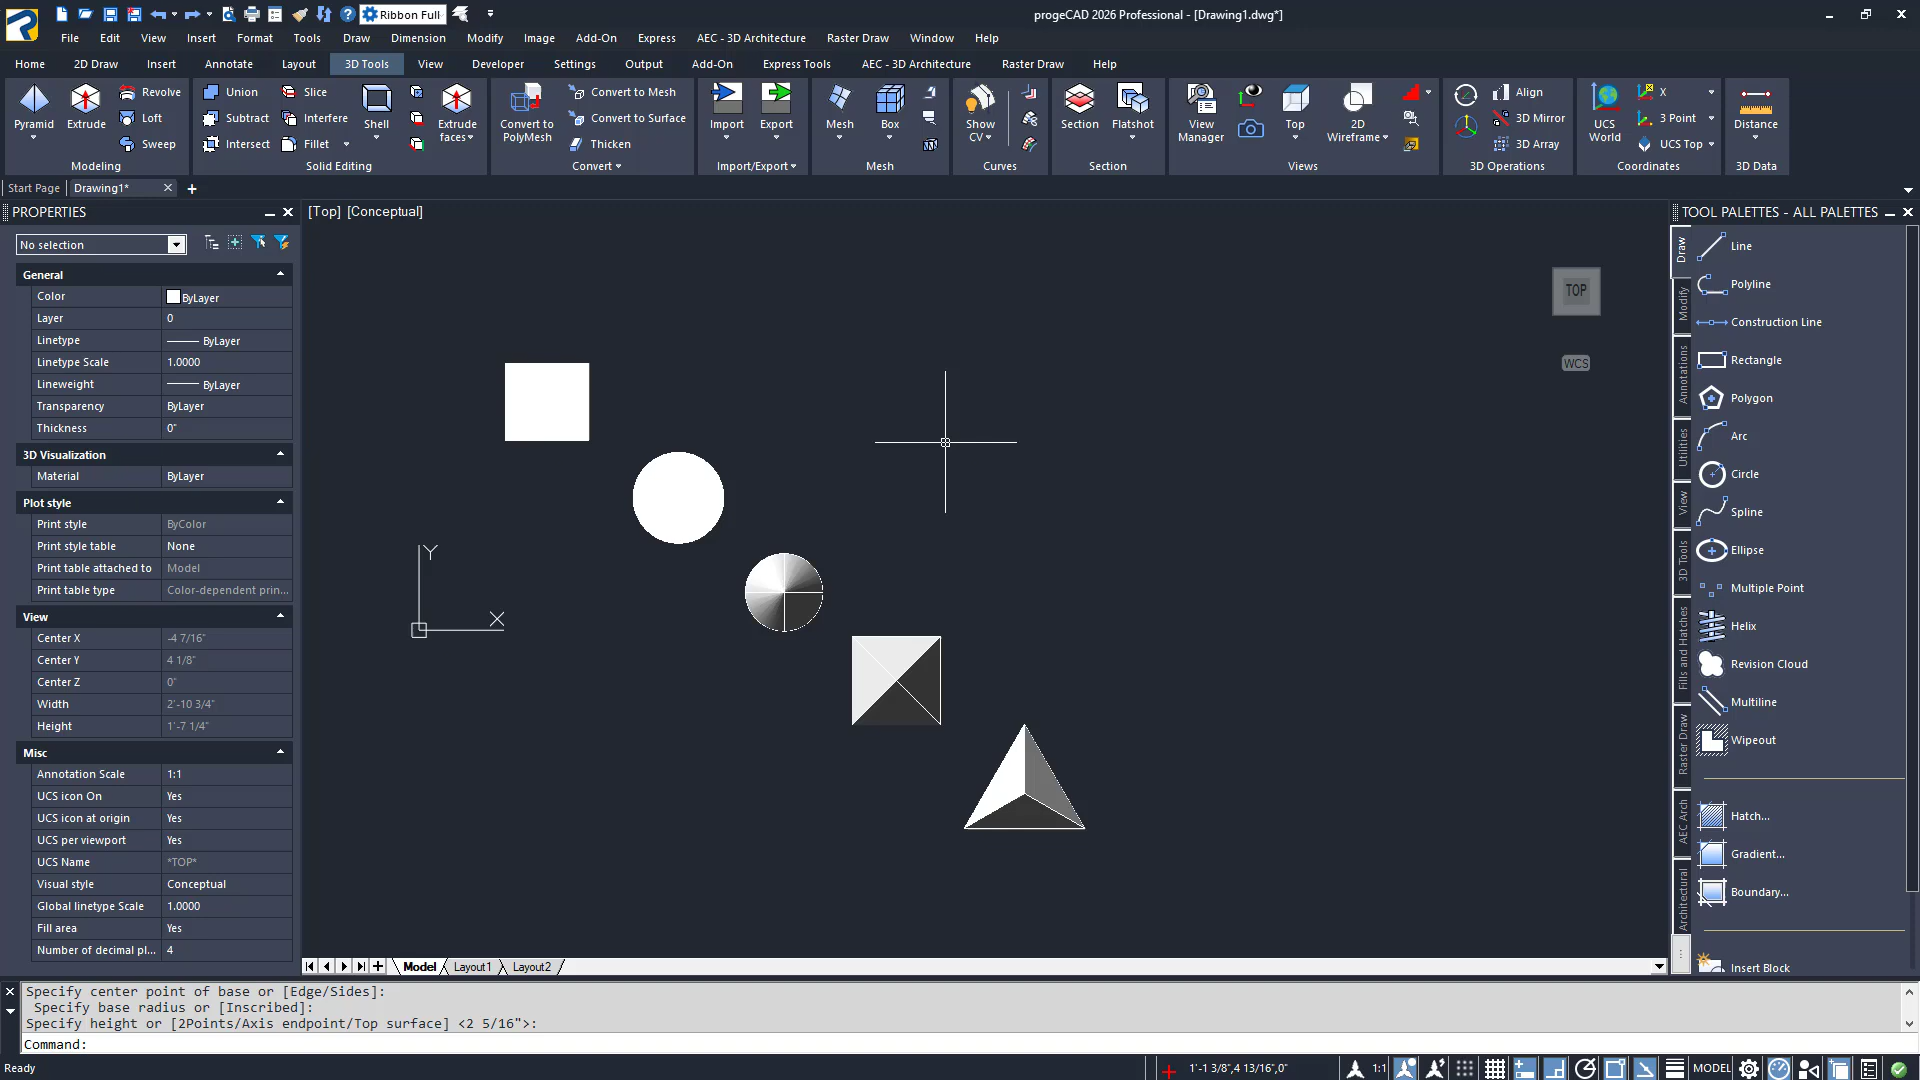 Ribbon Full
progeCAD 2026 Professional - [Drawing1.dwg*]
File Edit View Insert Format Tools Draw Dimension Modify Image Add-On Express AEC - 3D Architecture Raster Draw Window Help
Home 2D Draw Insert Annotate Layout 3D Tools View Developer Settings Output Add-On Express Tools AEC - 3D Architecture Raster Draw Help
Pyramid
Extrude
Revolve
Loft
Sweep
Modeling
Union
Subtract
Intersect
Slice
Interfere
Fillet
Shell
Extrude
faces
Solid Editing
Convert to
PolyMesh
Convert to Mesh
Convert to Surface
Thicken
Convert
Import
Export
Import/Export
Mesh
Box
Mesh
Show
CV
Curves
Section
Flatshot
Section
View
Manager
Top
2D
Wireframe
Views
Align
3D Mirror
3D Array
3D Operations
UCS
World
X
3 Point
UCS Top
Coordinates
Distance
3D Data
Start Page Drawing1*
PROPERTIES
No selection
General
Color ByLayer
Layer 0
Linetype ByLayer
Linetype Scale 1.0000
Lineweight ByLayer
Transparency ByLayer
Thickness 0"
3D Visualization
Material ByLayer
Plot style
Print style ByColor
Print style table None
Print table attached to Model
Print table type Color-dependent prin...
View
Center X -4 7/16"
Center Y 4 1/8"
Center Z 0"
Width 2'-10 3/4"
Height 1'-7 1/4"
Misc
Annotation Scale 1:1
UCS icon On Yes
UCS icon at origin Yes
UCS per viewport Yes
UCS Name *TOP*
Visual style Conceptual
Global linetype Scale 1.0000
Fill area Yes
Number of decimal pl... 4
[Top] [Conceptual]
TOP
WCS
Y
X
Model Layout1 Layout2
TOOL PALETTES - ALL PALETTES
Draw
Modify
Annotations
Utilities
View
3D Tools
Fills and Hatches
Raster Draw
AEC Arch
Architectural
Line
Polyline
Construction Line
Rectangle
Polygon
Arc
Circle
Spline
Ellipse
Multiple Point
Helix
Revision Cloud
Multiline
Wipeout
Hatch...
Gradient...
Boundary...
Insert Block
Specify center point of base or [Edge/Sides]:
Specify base radius or [Inscribed]:
Specify height or [2Points/Axis endpoint/Top surface] <2 5/16">:
Command:
Ready
1'-1 3/8",4 13/16",0"
1:1
MODEL